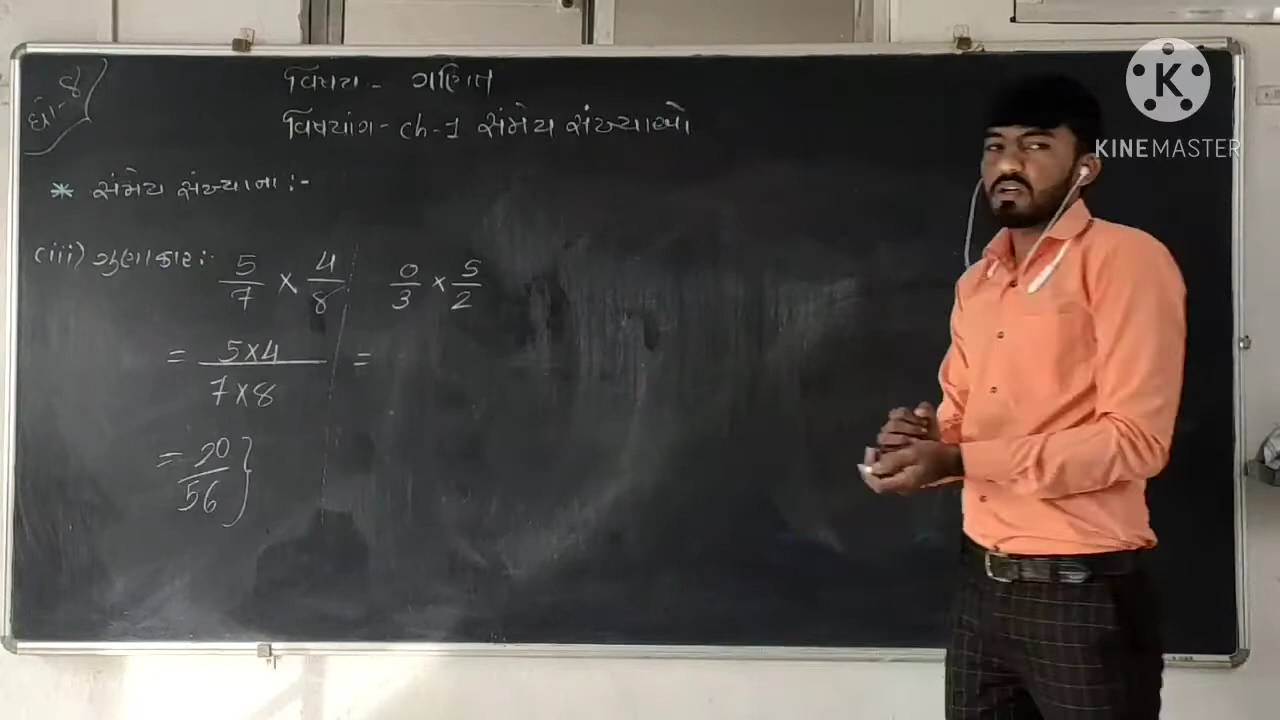 ધો-8
વિષય:- ગણિત
વિષયાંગ- ch-1 સંમેય સંખ્યાઓ
* સંમેય સંખ્યાના :-
(iii) ગુણાકાર:- 5/7 × 4/8
0/3 × 5/2
= 5×4 / 7×8
=
= 20/56 }
K
KINEMASTER